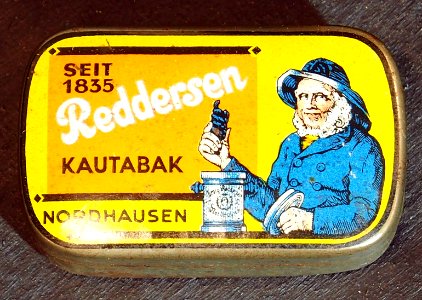 SEIT
1835
Reddersen
KAUTABAK
NORDHAUSEN